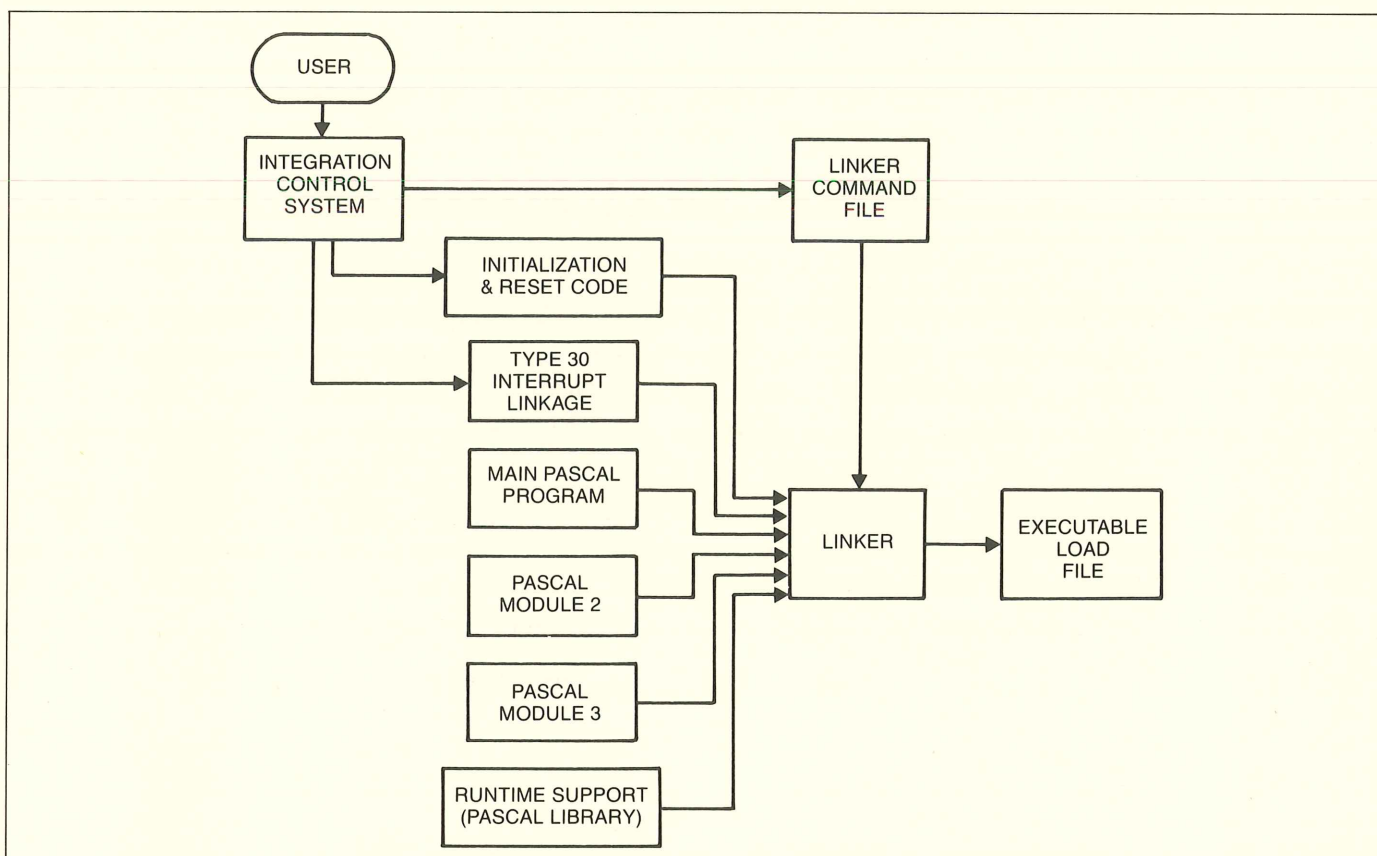 USER
INTEGRATION
CONTROL
SYSTEM
LINKER
COMMAND
FILE
INITIALIZATION
& RESET CODE
TYPE 30
INTERRUPT
LINKAGE
MAIN PASCAL
PROGRAM
LINKER
EXECUTABLE
LOAD
FILE
PASCAL
MODULE 2
PASCAL
MODULE 3
RUNTIME SUPPORT
(PASCAL LIBRARY)